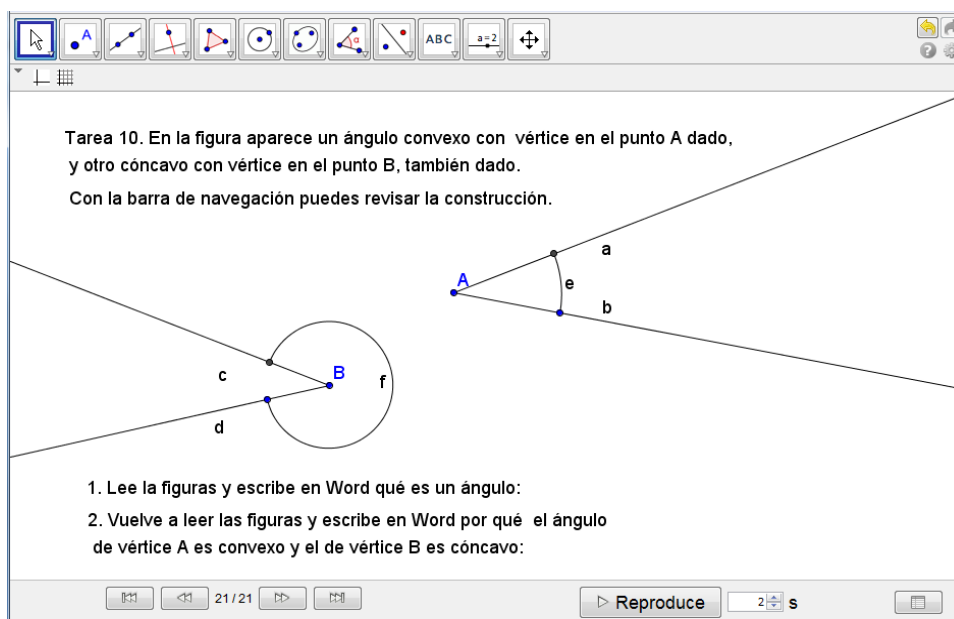 A
ABC
a=2
Tarea 10. En la figura aparece un ángulo convexo con vértice en el punto A dado,
y otro cóncavo con vértice en el punto B, también dado.
Con la barra de navegación puedes revisar la construcción.
a
A
e
b
B
c
f
d
1. Lee la figuras y escribe en Word qué es un ángulo:
2. Vuelve a leer las figuras y escribe en Word por qué el ángulo
de vértice A es convexo y el de vértice B es cóncavo:
21 / 21
Reproduce
2
s